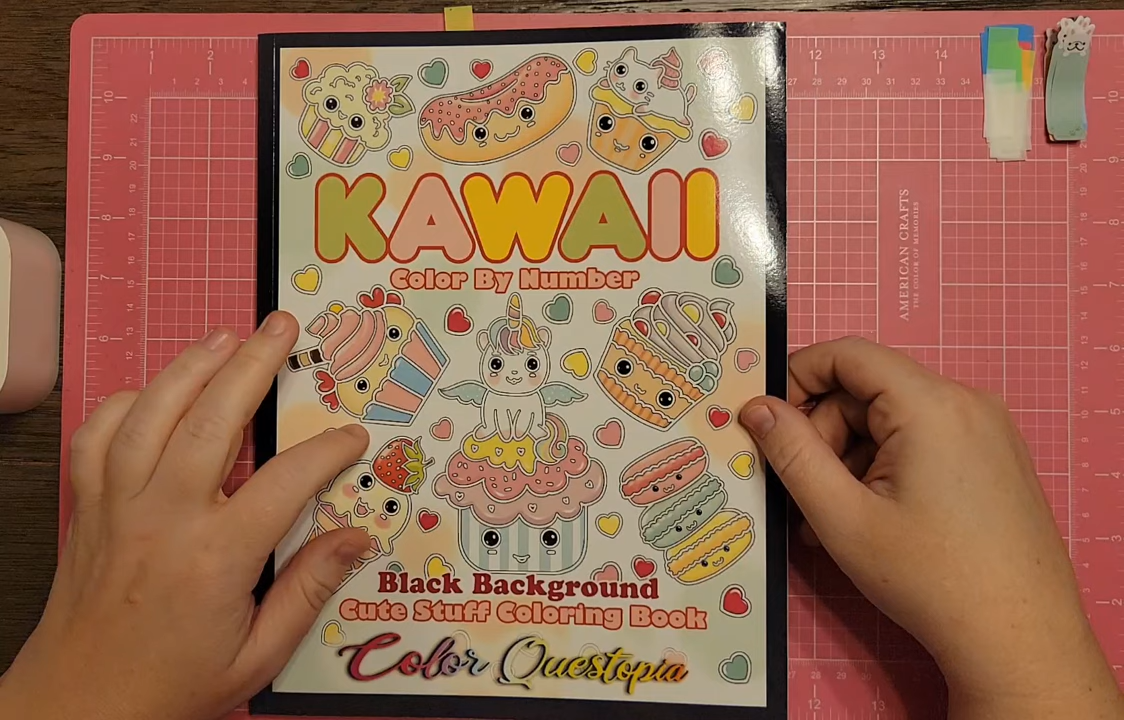 KAWAII
Color By Number
Black Background
Cute Stuff Coloring Book
Color Questopia
AMERICAN CRAFTS
THE COLOR OF MEMORIES